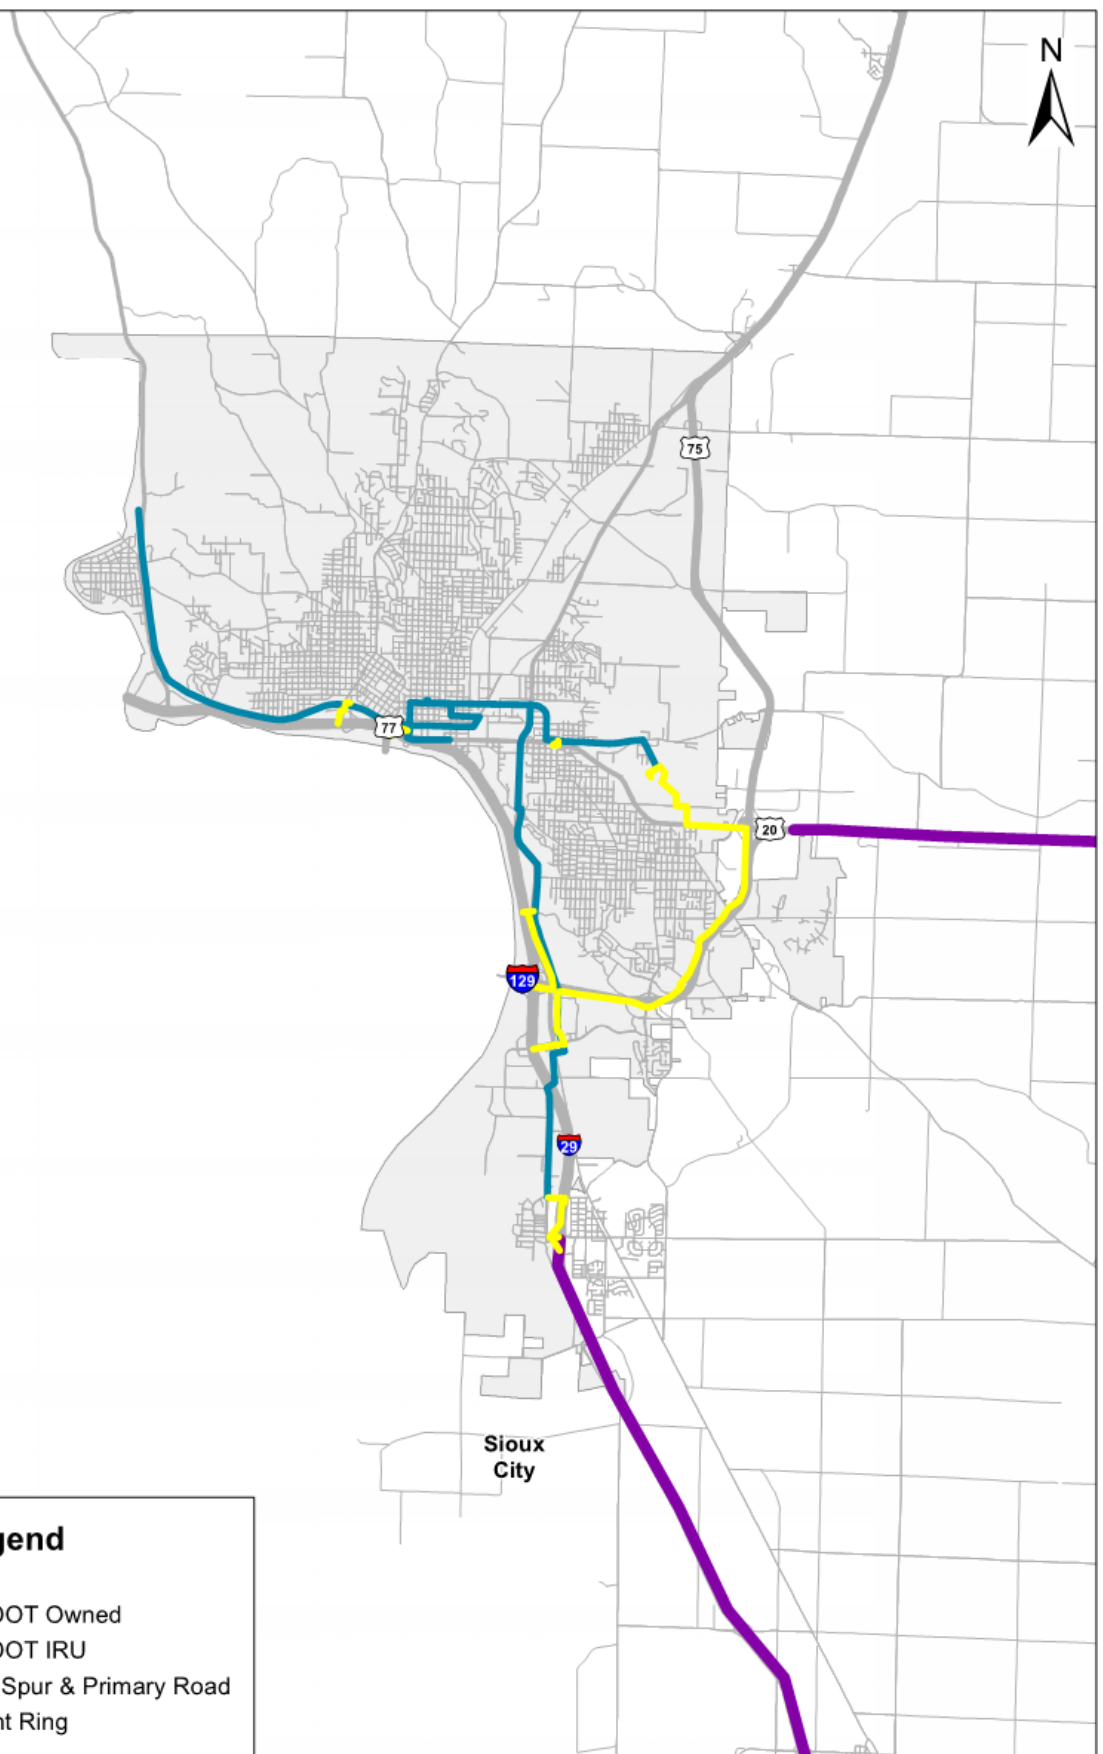 N
75
77
20
129
29
Sioux
City
gend
OOT Owned
OOT IRU
Spur & Primary Road
nt Ring